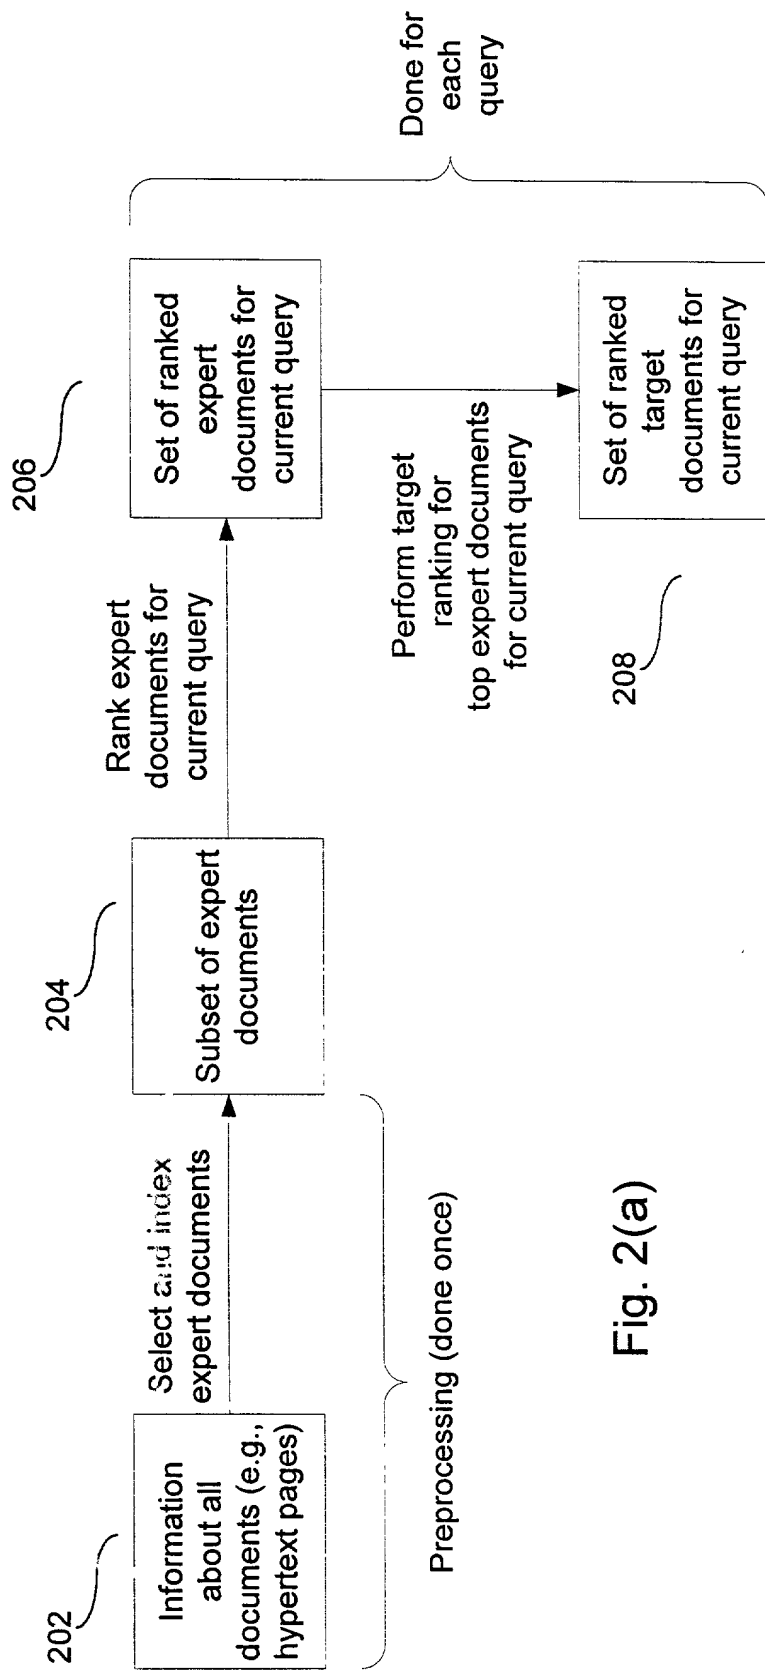 202
Information
about all
documents (e.g.,
hypertext pages)
Select and index
expert documents
Preprocessing (done once)
204
Subset of expert
documents
Rank expert
documents for
current query
206
Set of ranked
expert
documents for
current query
Perform target
ranking for
top expert documents
for current query
208
Set of ranked
target
documents for
current query
Done for
each
query
Fig. 2(a)